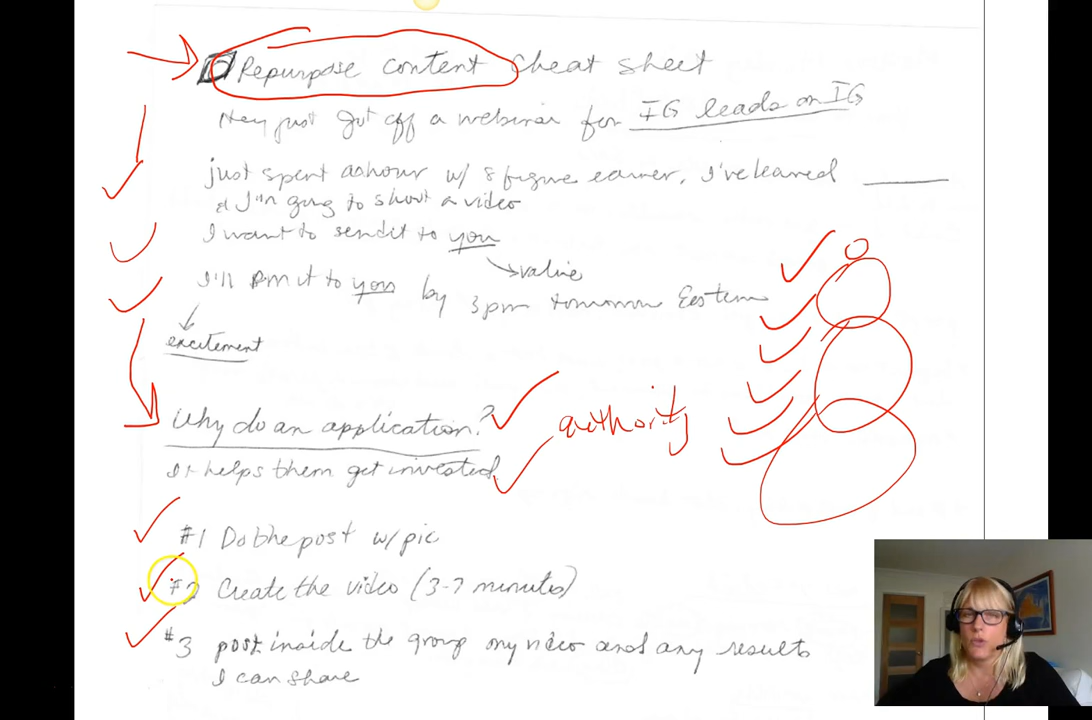 Repurpose content Cheat sheet
Hey just got off a webinar for IG leads on IG
just spent an hour w/ 8 figure earner, I've learned
& I'm going to shoot a video
I want to send it to you
value
I'll pm it to you by 3pm tomorrow Eastern
excitement
Why do an application?
authority
It helps them get invested
#1 Do the post w/ pic
#2 Create the video (3-7 minutes)
#3 post inside the group my video and any results
I can share